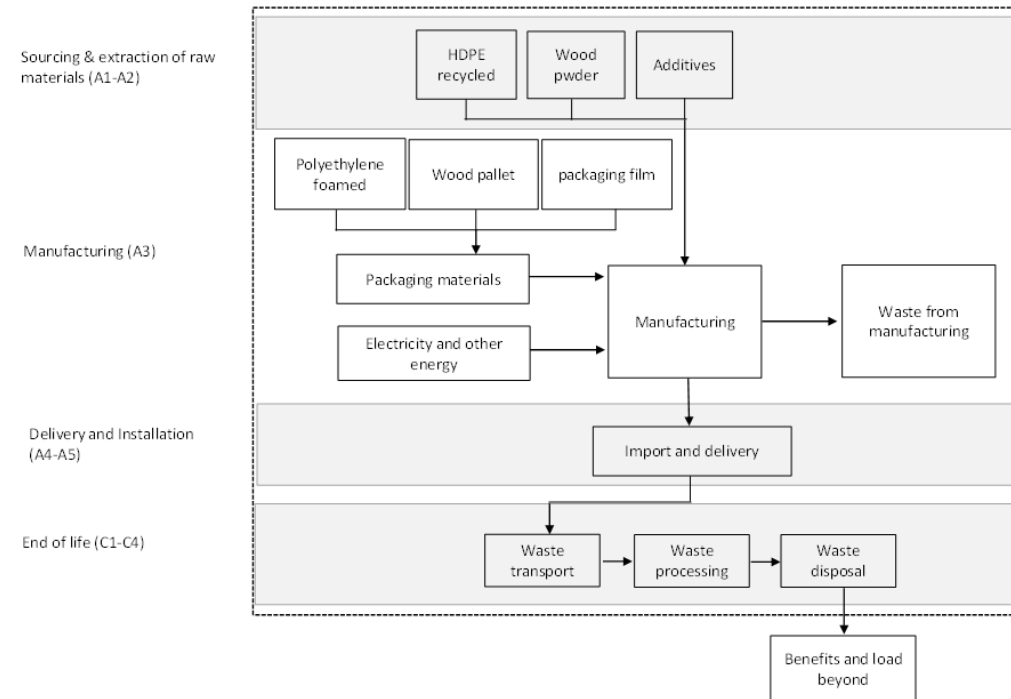 Sourcing & extraction of raw
materials (A1-A2)
HDPE
recycled
Wood
pwder
Additives
Polyethylene
foamed
Wood pallet
packaging film
Manufacturing (A3)
Packaging materials
Manufacturing
Waste from
manufacturing
Electricity and other
energy
Delivery and Installation
(A4-A5)
Import and delivery
End of life (C1-C4)
Waste
transport
Waste
processing
Waste
disposal
Benefits and load
beyond